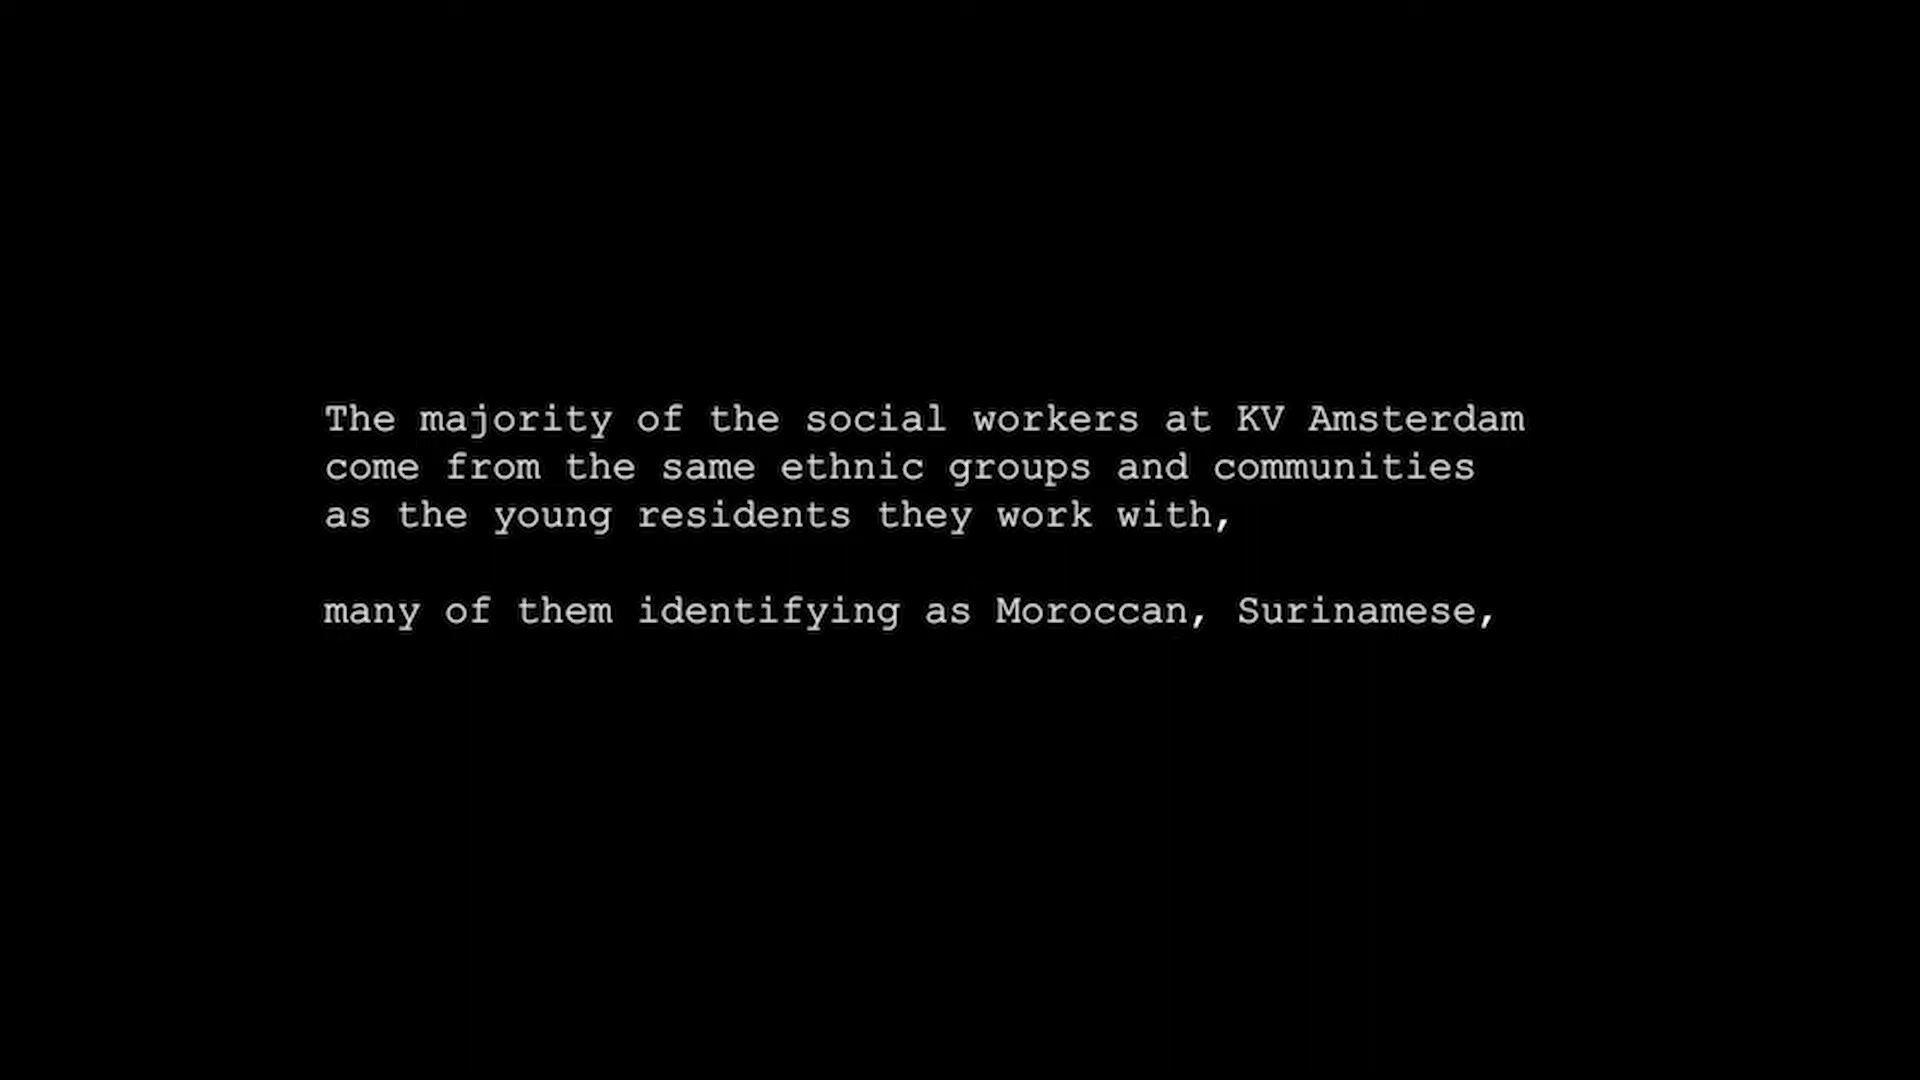 The majority of the social workers at KV Amsterdam
come from the same ethnic groups and communities
as the young residents they work with,
many of them identifying as Moroccan, Surinamese,